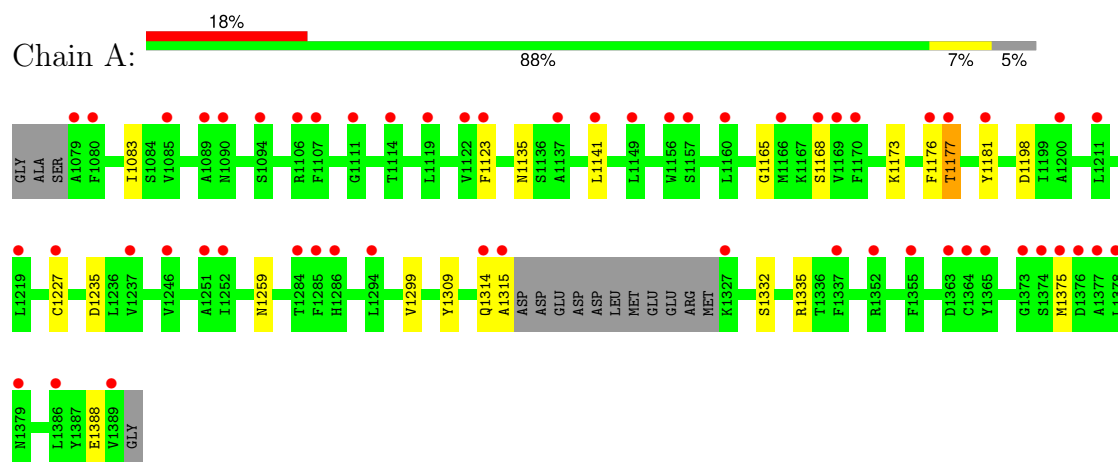 18%
Chain A:
88% 7% 5%
GLY ALA SER A1079 F1080 I1083 S1084 V1085 A1089 N1090 S1094 R1106 F1107 G1111 T1114 L1119 V1122 F1123 N1135 S1136 A1137 L1141 L1149 W1156 S1157 L1160 G1165 M1166 K1167 S1168 V1169 F1170 K1173 F1176 T1177 Y1181 D1198 I1199 A1200 L1211
L1219 C1227 D1235 L1236 V1237 V1246 A1251 I1252 N1259 T1284 F1285 H1286 L1294 V1299 Y1309 Q1314 A1315 ASP ASP GLU ASP ASP LEU MET GLU GLU ARG MET K1327 S1332 R1335 T1336 F1337 R1352 F1355 D1363 C1364 Y1365 G1373 S1374 M1375 D1376 A1377 L1378
N1379 L1386 Y1387 E1388 V1389 GLY